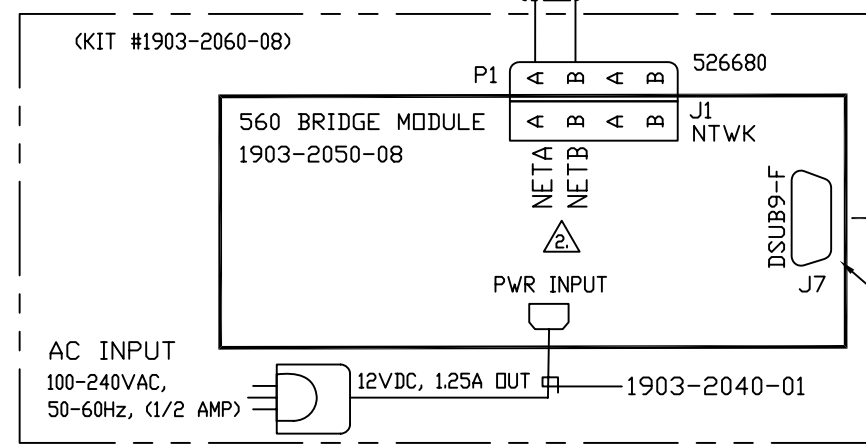 (KIT #1903-2060-08)
P1
A B A B
526680
560 BRIDGE MODULE
1903-2050-08
A B A B
J1
NTWK
NETA
NETB
2.
DSUB9-F
J7
PWR INPUT
AC INPUT
100-240VAC,
50-60Hz, (1/2 AMP)
12VDC, 1.25A OUT
1903-2040-01